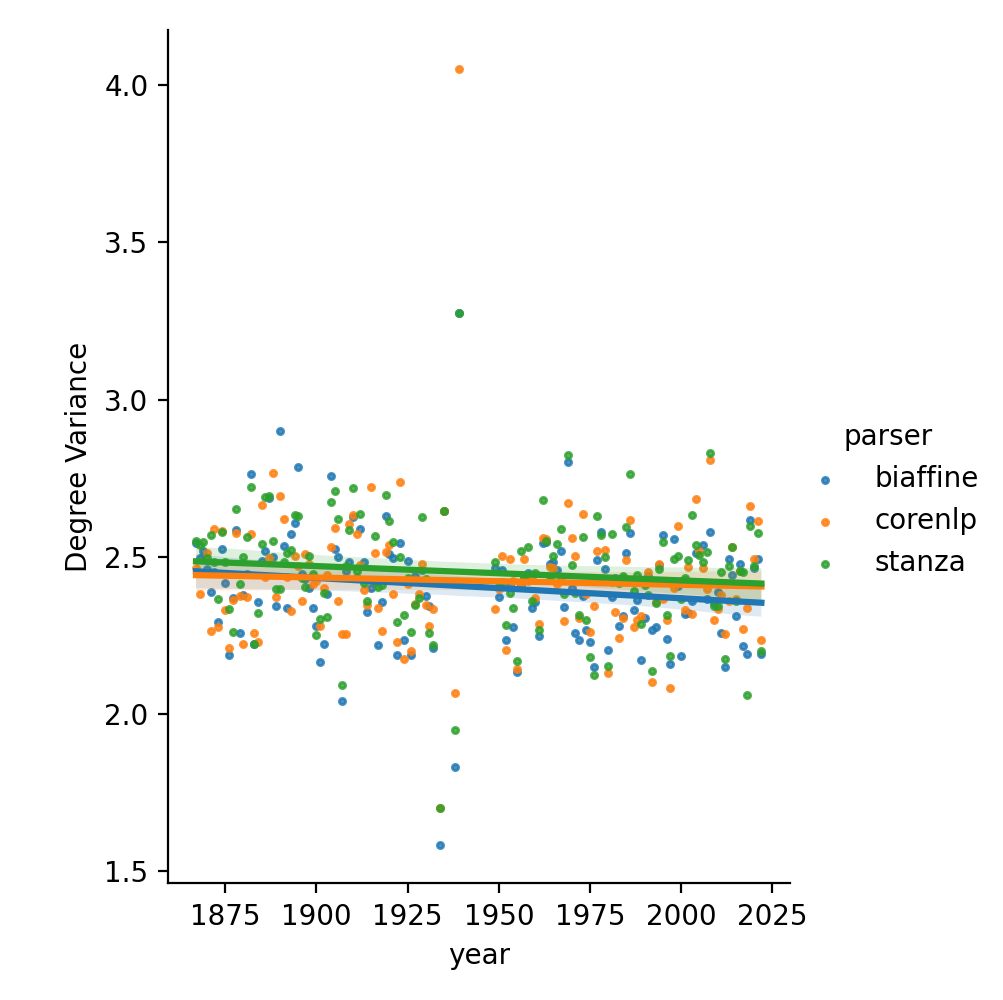 4.0
3.5
3.0
2.5
2.0
1.5
Degree Variance
1875 1900 1925 1950 1975 2000 2025
year
parser
biaffine
corenlp
stanza